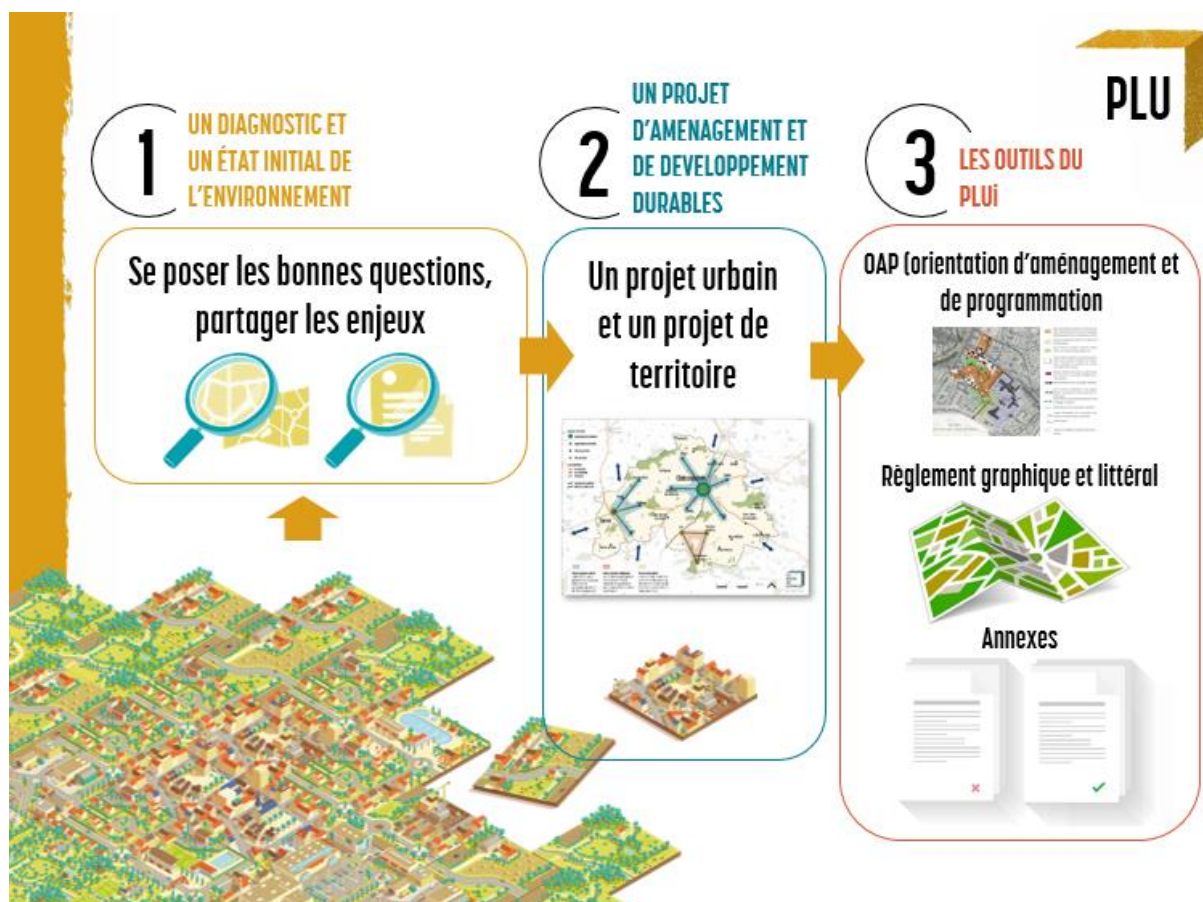 PLU
1
UN DIAGNOSTIC ET
UN ÉTAT INITIAL DE
L'ENVIRONNEMENT
Se poser les bonnes questions,
partager les enjeux
2
UN PROJET
D'AMENAGEMENT ET
DE DEVELOPPEMENT
DURABLES
Un projet urbain
et un projet de
territoire
3
LES OUTILS DU
PLUi
OAP (orientation d'aménagement et
de programmation
Règlement graphique et littéral
Annexes